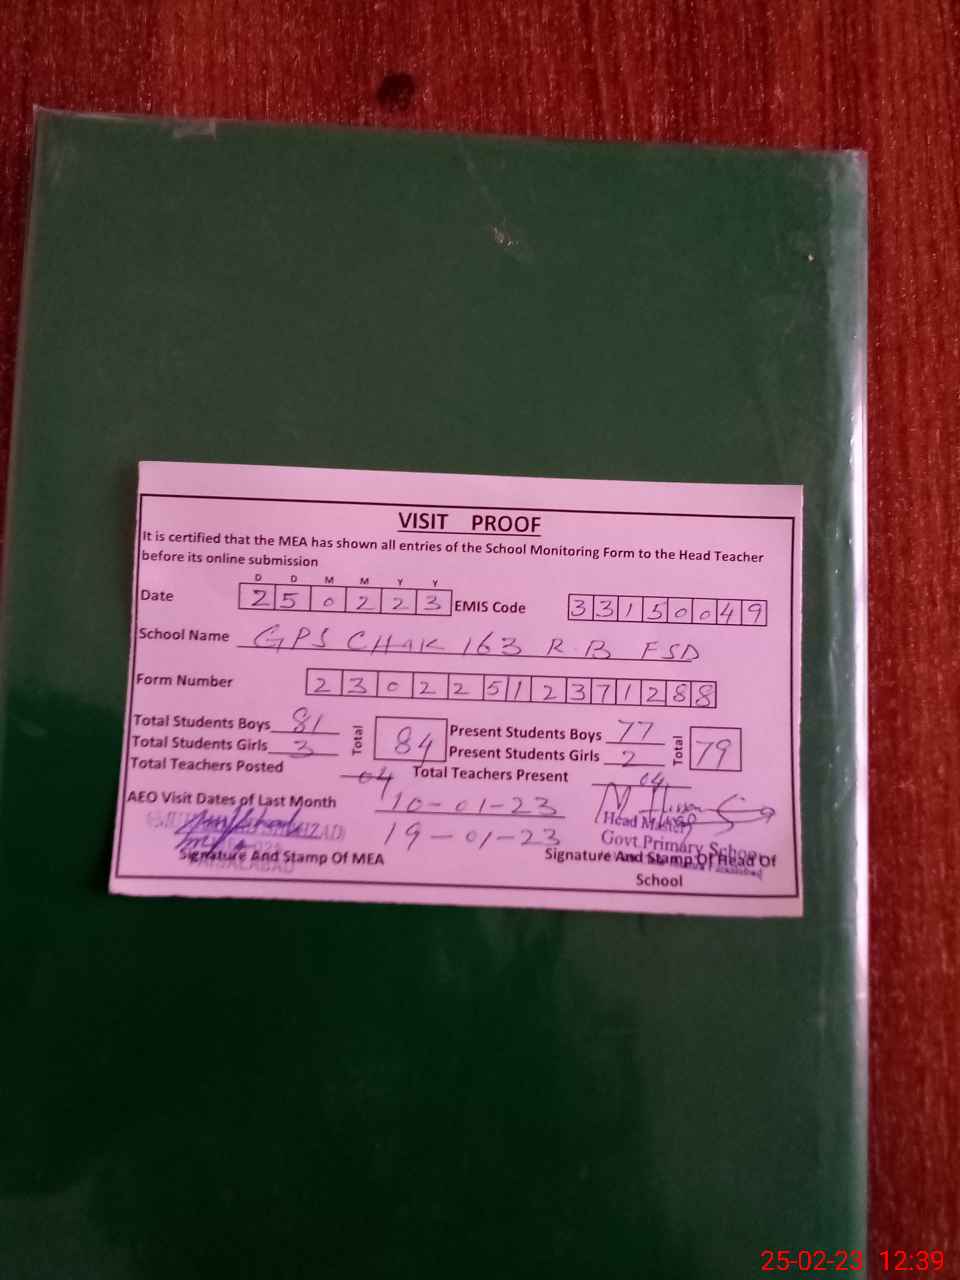 VISIT PROOF
It is certified that the MEA has shown all entries of the School Monitoring Form to the Head Teacher
before its online submission
D D M M Y Y
Date 2 5 0 2 2 3 EMIS Code 3 3 1 5 0 0 4 9
School Name GPS CHAK 163 R.B FSD
Form Number 2 3 0 2 2 5 1 2 3 7 1 2 8 8
Total Students Boys 81 Total 84 Present Students Boys 77 Total 79
Total Students Girls 3 Present Students Girls 2
Total Teachers Posted 04 Total Teachers Present 04
AEO Visit Dates of Last Month 10-01-23
19-01-23
Head Master
Govt. Primary School
Signature And Stamp Of MEA Signature And Stamp Of Head Of
School
25-02-23 12:39